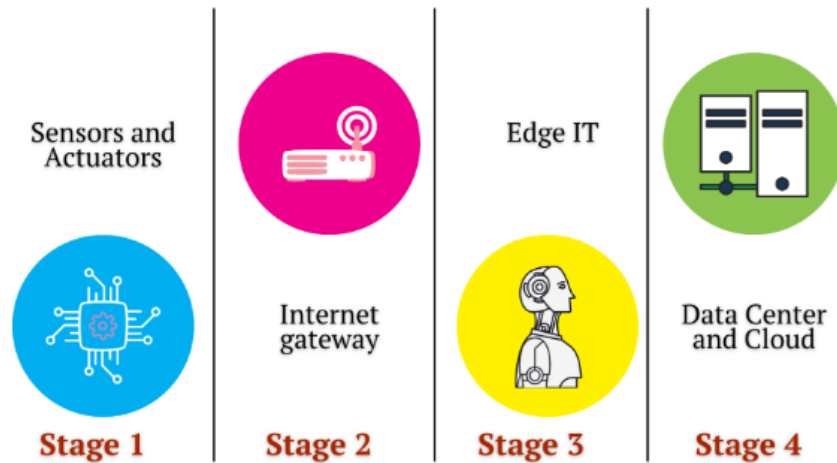 Sensors and
Actuators
Stage 1
Internet
gateway
Stage 2
Edge IT
Stage 3
Data Center
and Cloud
Stage 4